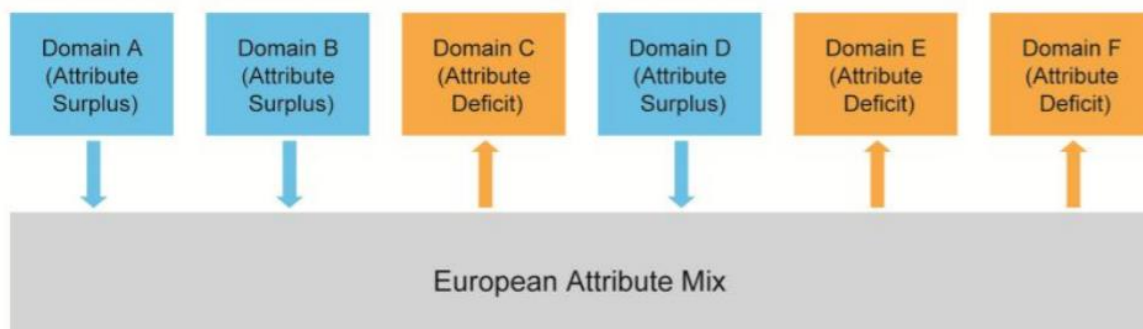 Domain A
(Attribute
Surplus)
Domain B
(Attribute
Surplus)
Domain C
(Attribute
Deficit)
Domain D
(Attribute
Surplus)
Domain E
(Attribute
Deficit)
Domain F
(Attribute
Deficit)
European Attribute Mix